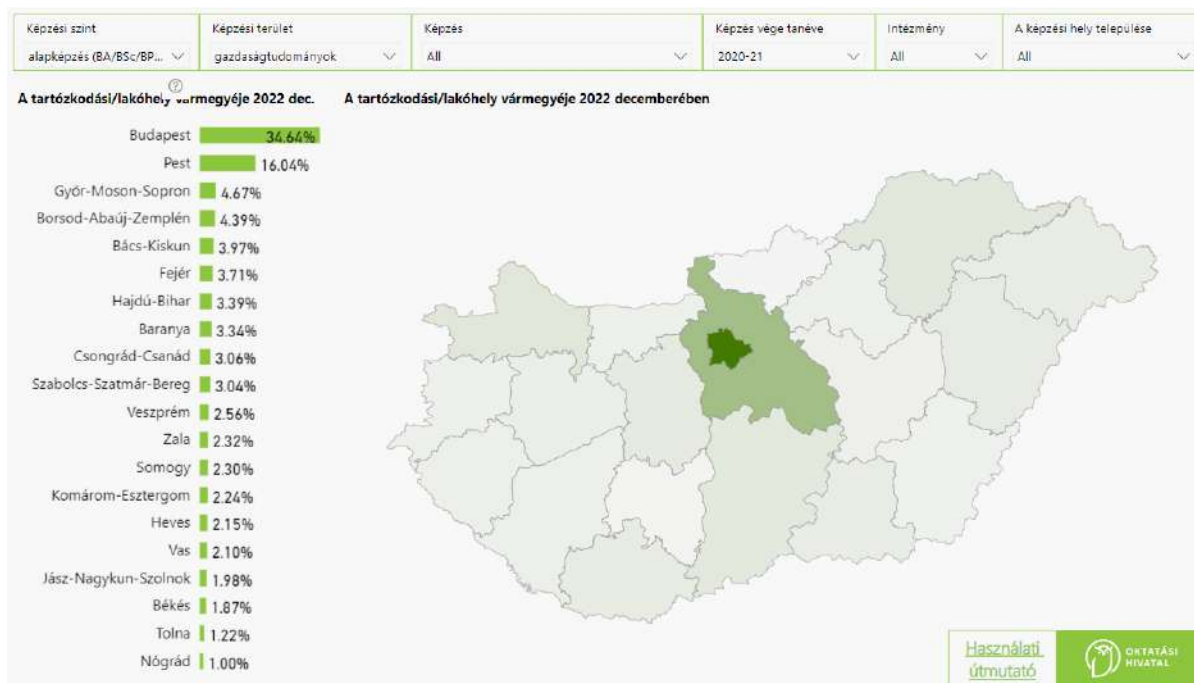 Képzési szint
alapképzés (BA/BSc/BP...
Képzési terület
gazdaságtudományok
Képzés
All
Képzés vége tanéve
2020-21
Intézmény
All
A képzési hely települése
All
?
A tartózkodási/lakóhely vármegyéje 2022 dec.
Budapest 34.64%
Pest 16.04%
Győr-Moson-Sopron 4.67%
Borsod-Abaúj-Zemplén 4.39%
Bács-Kiskun 3.97%
Fejér 3.71%
Hajdú-Bihar 3.39%
Baranya 3.34%
Csongrád-Csanád 3.06%
Szabolcs-Szatmár-Bereg 3.04%
Veszprém 2.56%
Zala 2.32%
Somogy 2.30%
Komárom-Esztergom 2.24%
Heves 2.15%
Vas 2.10%
Jász-Nagykun-Szolnok 1.98%
Békés 1.87%
Tolna 1.22%
Nógrád 1.00%
A tartózkodási/lakóhely vármegyéje 2022 decemberében
Használati
útmutató
OKTATÁSI
HIVATAL